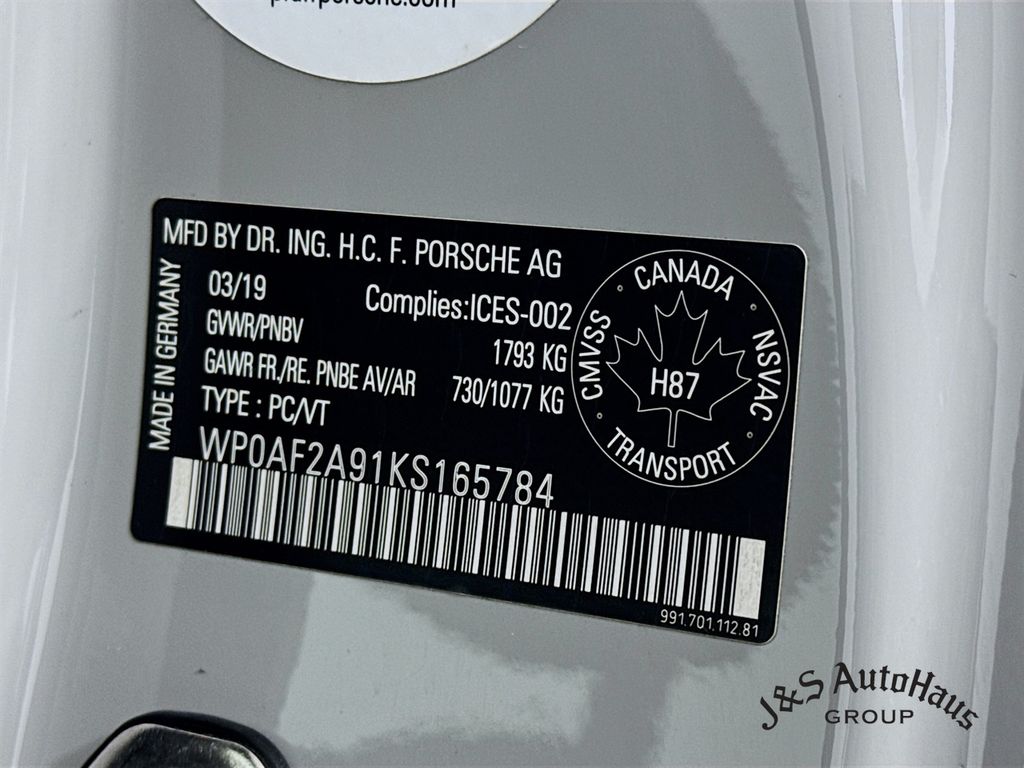 MFD BY DR. ING. H.C. F. PORSCHE AG
MADE IN GERMANY
03/19
Complies:ICES-002
GVWR/PNBV
1793 KG
GAWR FR./RE. PNBE AV/AR
730/1077 KG
TYPE : PC/VT
WP0AF2A91KS165784
991.701.112.81
CANADA
NSVAC
TRANSPORT
CMVSS
H87
J&S AutoHaus
GROUP